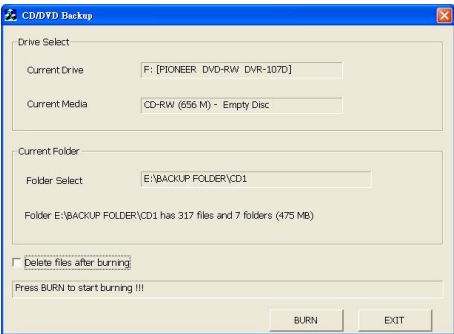 CD/DVD Backup
Drive Select
Current Drive F: [PIONEER DVD-RW DVR-107D]
Current Media CD-RW (656 M) - Empty Disc
Current Folder
Folder Select E:\BACKUP FOLDER\CD1
Folder E:\BACKUP FOLDER\CD1 has 317 files and 7 folders (475 MB)
Delete files after burning
Press BURN to start burning !!!
BURN EXIT